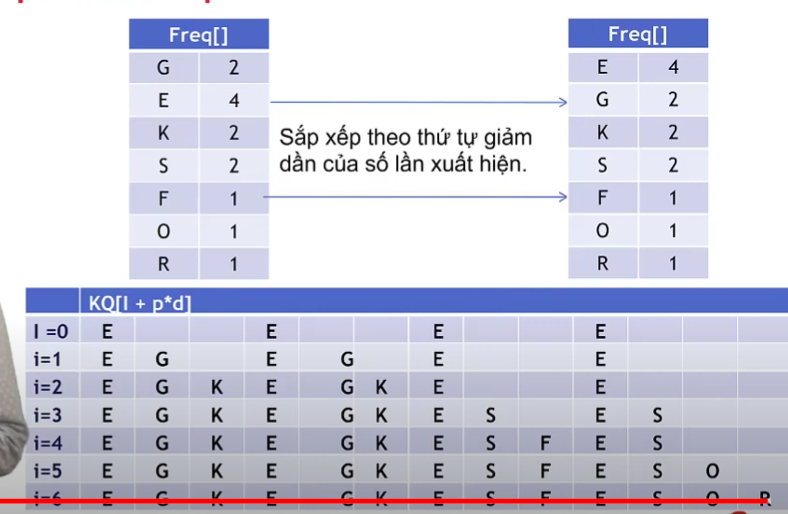 Freq[]
G 2
E 4
K 2
S 2
F 1
O 1
R 1
Sắp xếp theo thứ tự giảm
dần của số lần xuất hiện.
Freq[]
E 4
G 2
K 2
S 2
F 1
O 1
R 1
KQ[I + p*d]
I =0 E E E E
i=1 E G E G E E
i=2 E G K E G K E E
i=3 E G K E G K E S E S
i=4 E G K E G K E S F E S
i=5 E G K E G K E S F E S O
i=6 E G K E G K E S F E S O R